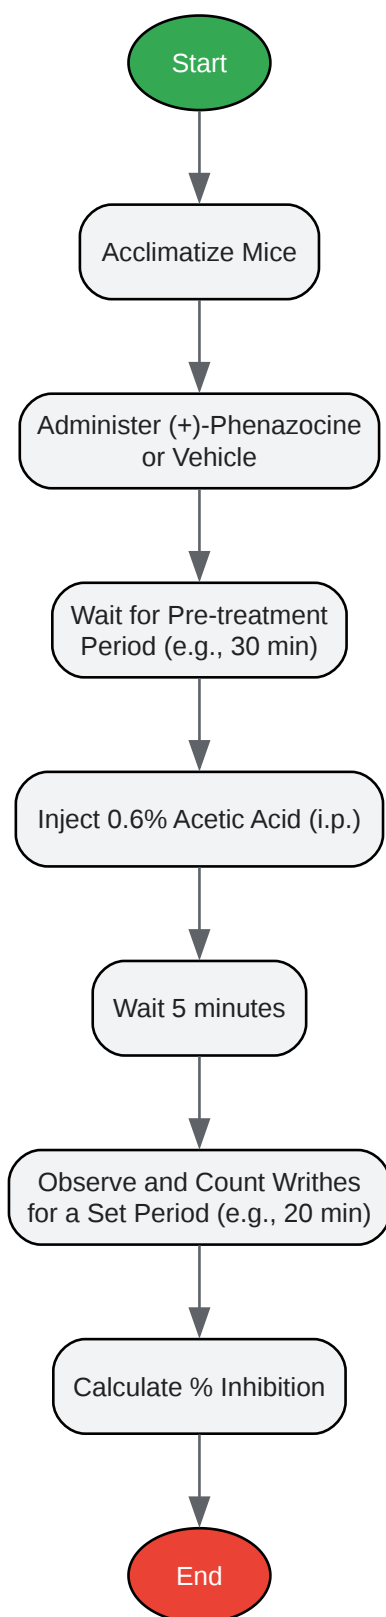 Start
Acclimatize Mice
Administer (+)-Phenazocine
or Vehicle
Wait for Pre-treatment
Period (e.g., 30 min)
Inject 0.6% Acetic Acid (i.p.)
Wait 5 minutes
Observe and Count Writhes
for a Set Period (e.g., 20 min)
Calculate % Inhibition
End